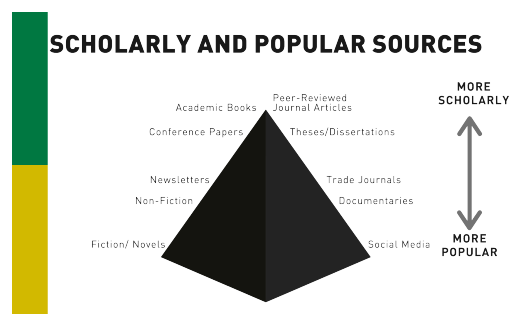 SCHOLARLY AND POPULAR SOURCES
MORE
SCHOLARLY
Peer-Reviewed
Academic Books Journal Articles
Conference Papers Theses/Dissertations
Newsletters Trade Journals
Non-Fiction Documentaries
Fiction/ Novels Social Media
MORE
POPULAR